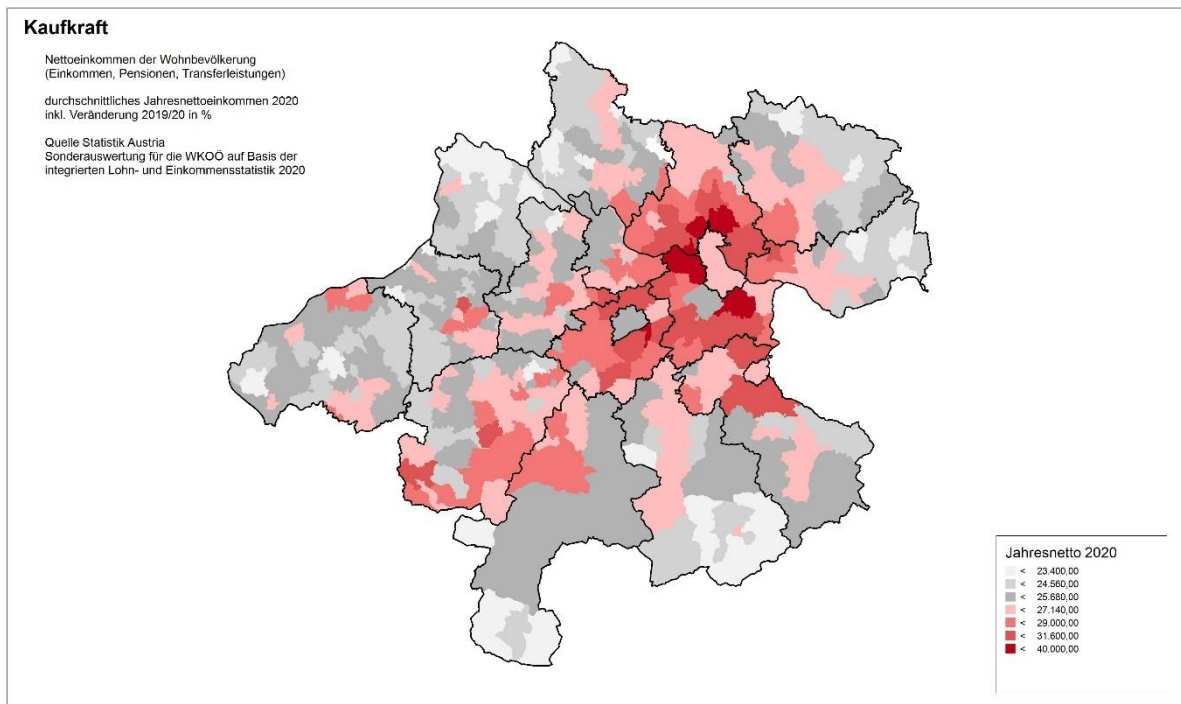 Kaufkraft
Nettoeinkommen der Wohnbevölkerung
(Einkommen, Pensionen, Transferleistungen)
durchschnittliches Jahresnettoeinkommen 2020
inkl. Veränderung 2019/20 in %
Quelle Statistik Austria
Sonderauswertung für die WKOÖ auf Basis der
integrierten Lohn- und Einkommensstatistik 2020
Jahresnetto 2020
< 23.400,00
< 24.560,00
< 25.680,00
< 27.140,00
< 29.000,00
< 31.600,00
< 40.000,00